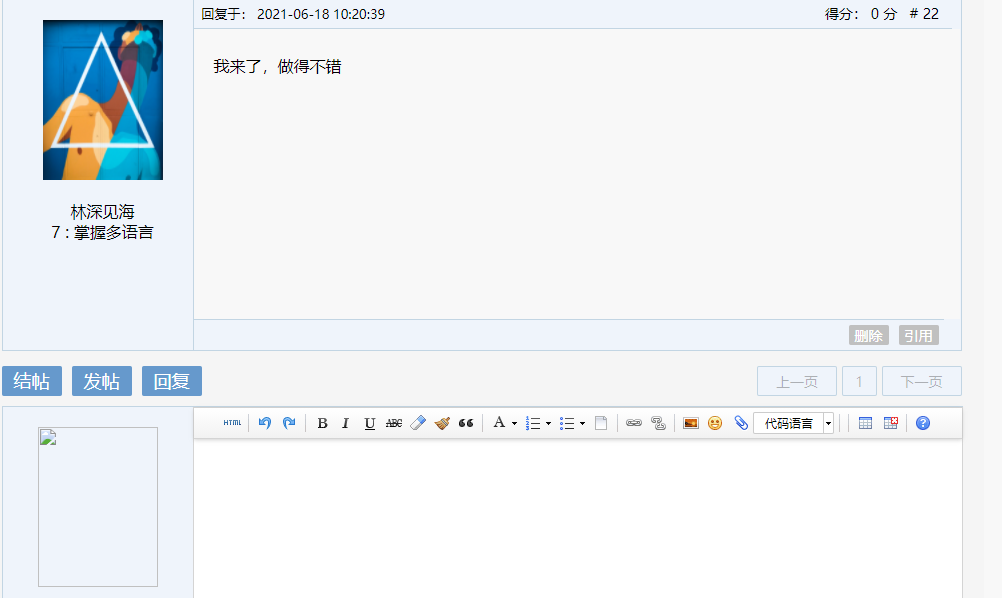 回复于： 2021-06-18 10:20:39 得分： 0 分 # 22
我来了，做得不错
林深见海
7 : 掌握多语言
删除 引用
结帖 发帖 回复 上一页 1 下一页
HTML B I U ABC A 代码语言 ?